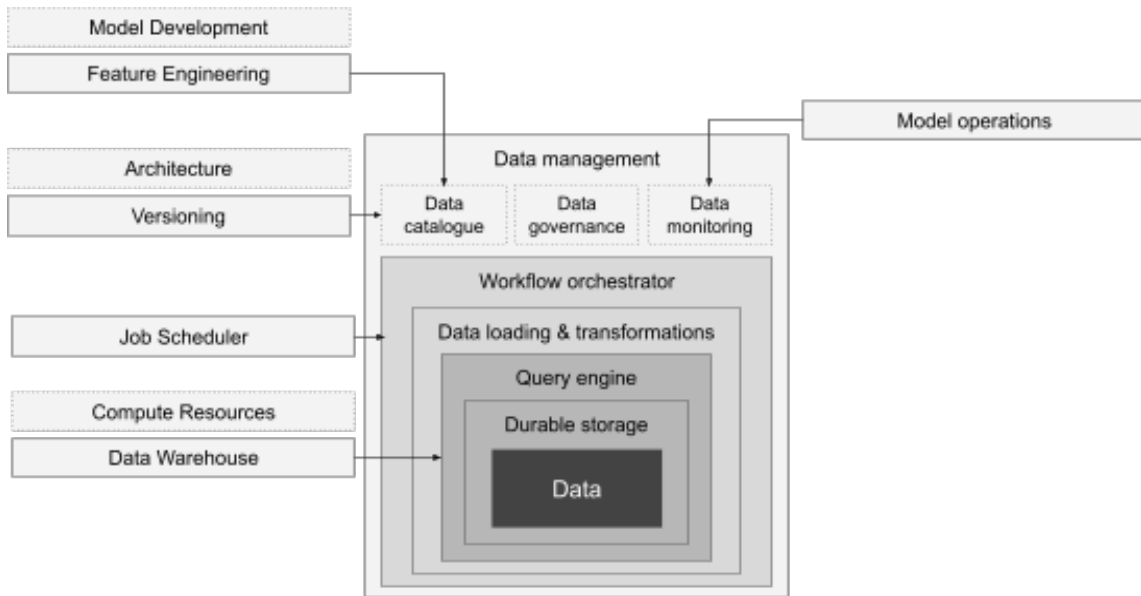 Model Development
Feature Engineering
Model operations
Data management
Architecture
Versioning
Data
catalogue
Data
governance
Data
monitoring
Workflow orchestrator
Job Scheduler
Data loading & transformations
Query engine
Compute Resources
Durable storage
Data Warehouse
Data